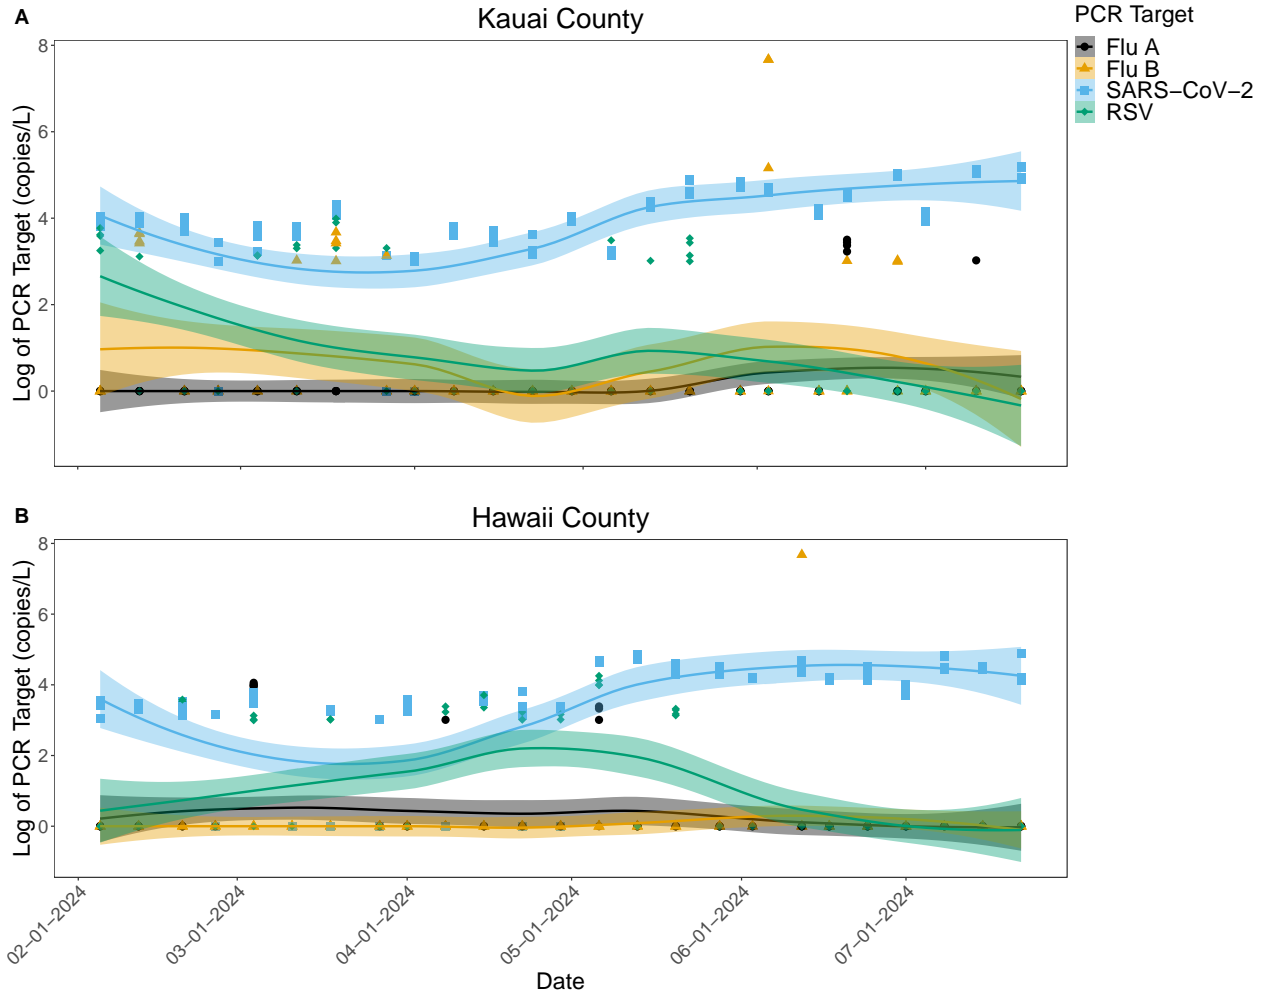 A
Kauai County
PCR Target
Flu A
Flu B
SARS−CoV−2
RSV
Log of PCR Target (copies/L)
8
6
4
2
0
B
Hawaii County
Log of PCR Target (copies/L)
8
6
4
2
0
02−01−2024
03−01−2024
04−01−2024
05−01−2024
06−01−2024
07−01−2024
Date